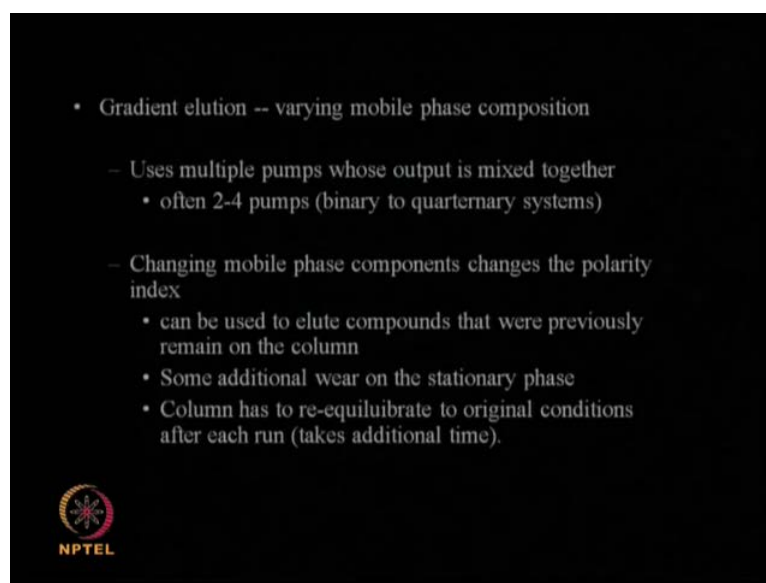 • Gradient elution -- varying mobile phase composition
– Uses multiple pumps whose output is mixed together
• often 2-4 pumps (binary to quarternary systems)
– Changing mobile phase components changes the polarity
index
• can be used to elute compounds that were previously
remain on the column
• Some additional wear on the stationary phase
• Column has to re-equiluibrate to original conditions
after each run (takes additional time).
NPTEL